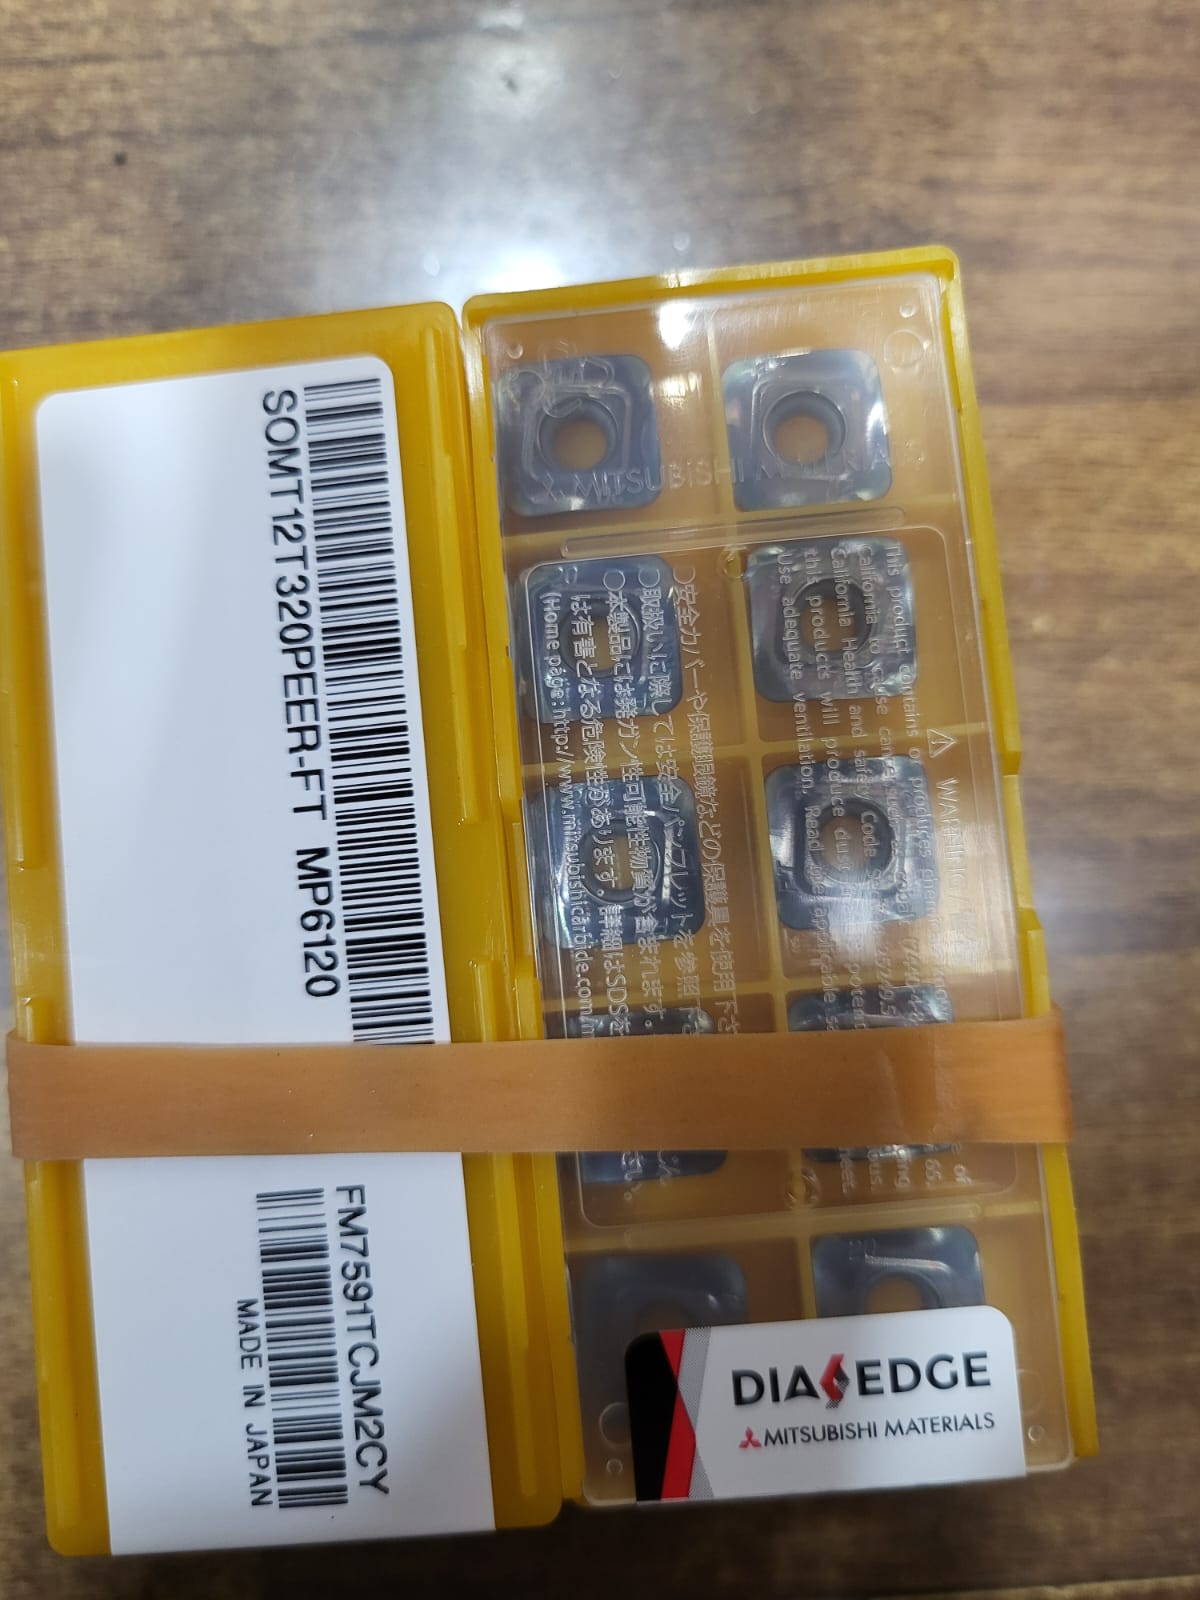 SOMT12T320PEER-FT MP6120
FM7591TCJM2CY
MADE IN JAPAN
MITSUBISHI
WARNING
This product contains
California to cause cancer
California Health and safety Code
this products will produce dust
Use adequate ventilation. Read the applicable
○安全カバーや保護眼鏡などの保護具を使用下さ
○取扱いに際しては安全パンフレットを参照下さ
○本製品には発ガン性可能性物質が含まれます。
は有害となる危険性があります。詳細はSDSを
(Home page:http://www.mitsubishicarbide.com/m
DIAEDGE
MITSUBISHI MATERIALS